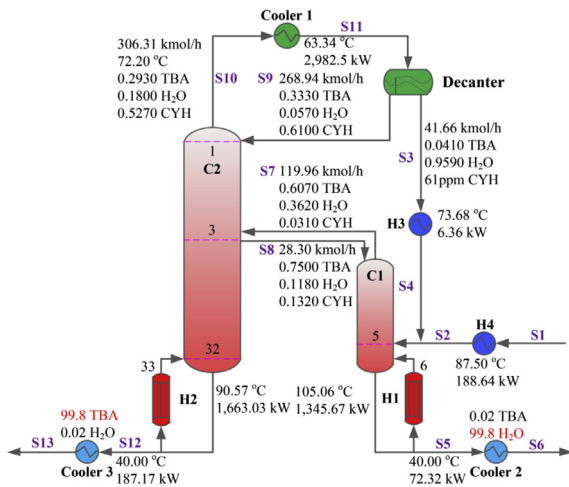 Cooler 1
S11
306.31 kmol/h
72.20 °C
0.2930 TBA
0.1800 H₂O
0.5270 CYH
S10
63.34 °C
2,982.5 kW
S9 268.94 kmol/h
0.3330 TBA
0.0570 H₂O
0.6100 CYH
Decanter
41.66 kmol/h
0.0410 TBA
0.9590 H₂O
61ppm CYH
S3
1
C2
S7 119.96 kmol/h
0.6070 TBA
0.3620 H₂O
0.0310 CYH
H3
73.68 °C
6.36 kW
3
S8 28.30 kmol/h
0.7500 TBA
0.1180 H₂O
0.1320 CYH
C1
S4
5
S2
H4
S1
87.50 °C
188.64 kW
32
33
H2
90.57 °C
1,663.03 kW
105.06 °C
1,345.67 kW
6
H1
99.8 TBA
0.02 H₂O
S13
S12
Cooler 3
40.00 °C
187.17 kW
0.02 TBA
99.8 H₂O
S5
S6
Cooler 2
40.00 °C
72.32 kW